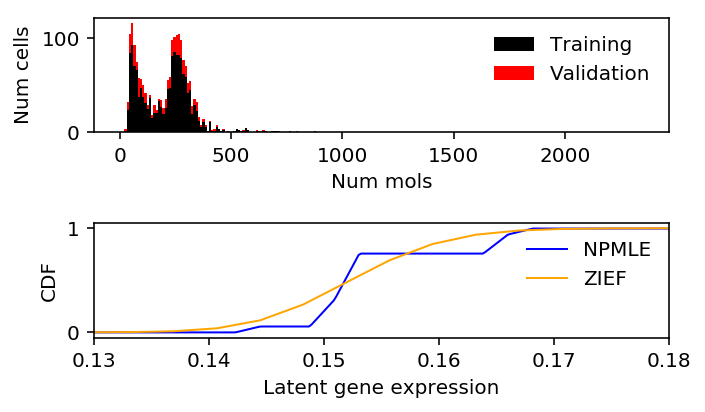 Num cells
100
0
Training
Validation
0 500 1000 1500 2000
Num mols
CDF
1
0
NPMLE
ZIEF
0.13 0.14 0.15 0.16 0.17 0.18
Latent gene expression